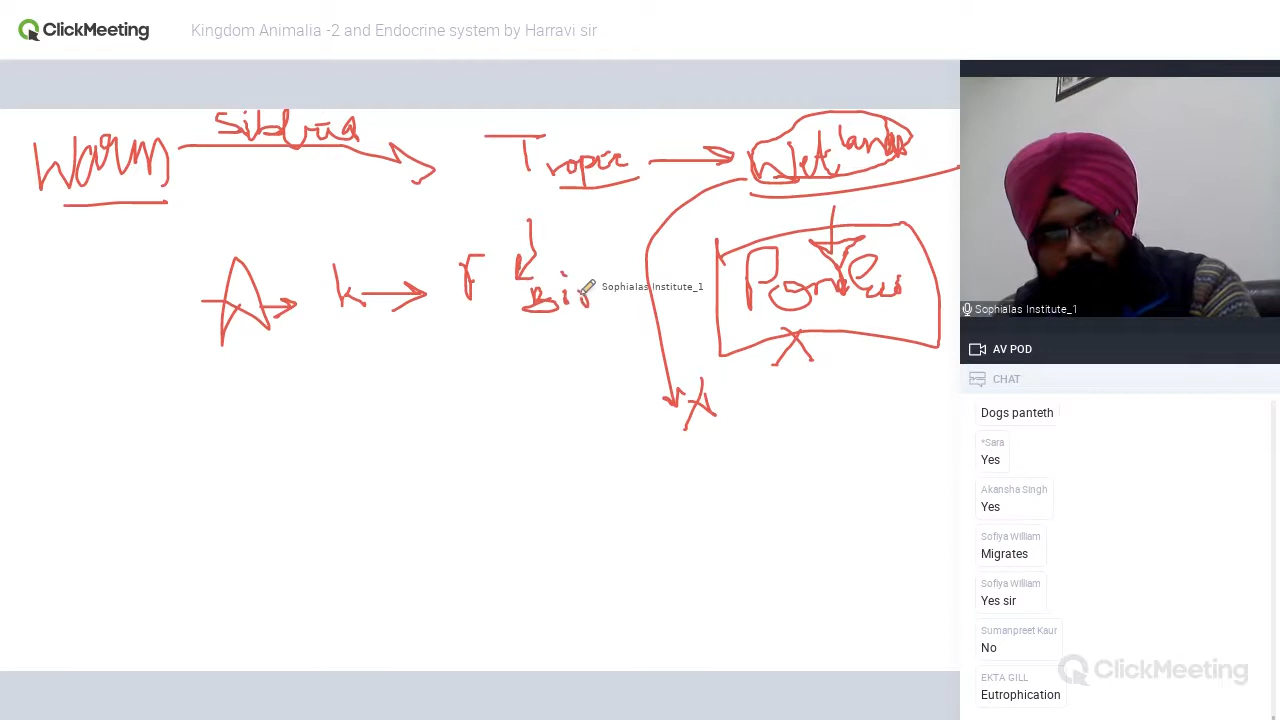 ClickMeeting
Kingdom Animalia -2 and Endocrine system by Harravi sir
Warm
Tropic
Wetlands
A
k
r
Sophialas Institute_1
X
X
Sophialas Institute_1
AV POD
CHAT
Dogs panteth
*Sara
Yes
Akansha Singh
Yes
Sofiya William
Migrates
Sofiya William
Yes sir
Sumanpreet Kaur
No
EKTA GILL
Eutrophication
ClickMeeting